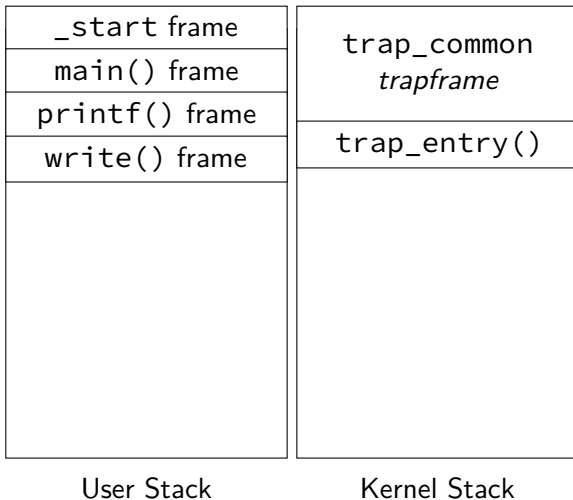 _start frame
main() frame
printf() frame
write() frame
User Stack
trap_common
trapframe
trap_entry()
Kernel Stack